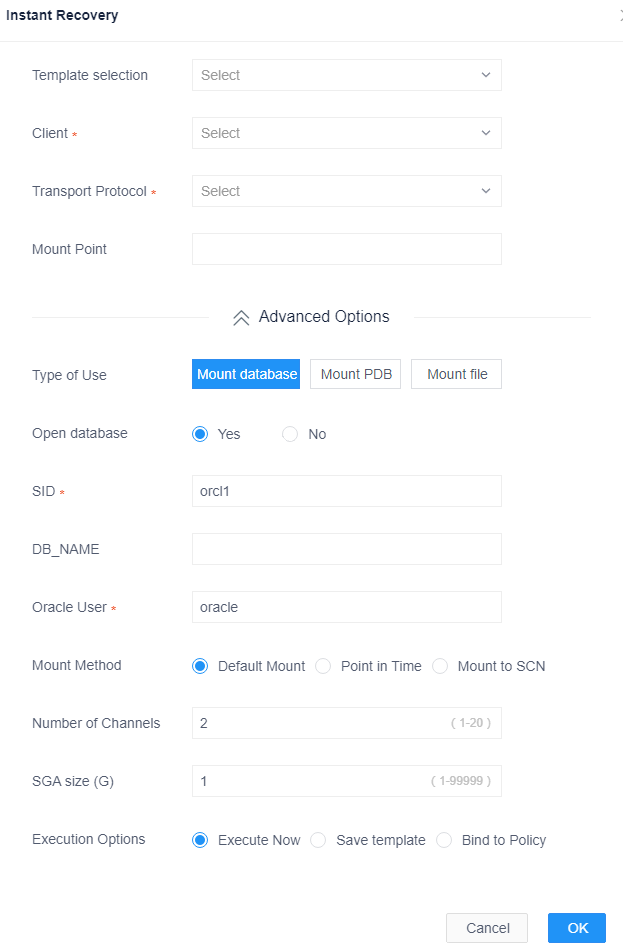 Instant Recovery
Template selection Select
Client * Select
Transport Protocol * Select
Mount Point
Advanced Options
Type of Use Mount database Mount PDB Mount file
Open database Yes No
SID * orcl1
DB_NAME
Oracle User * oracle
Mount Method Default Mount Point in Time Mount to SCN
Number of Channels 2 ( 1-20 )
SGA size (G) 1 ( 1-99999 )
Execution Options Execute Now Save template Bind to Policy
Cancel OK